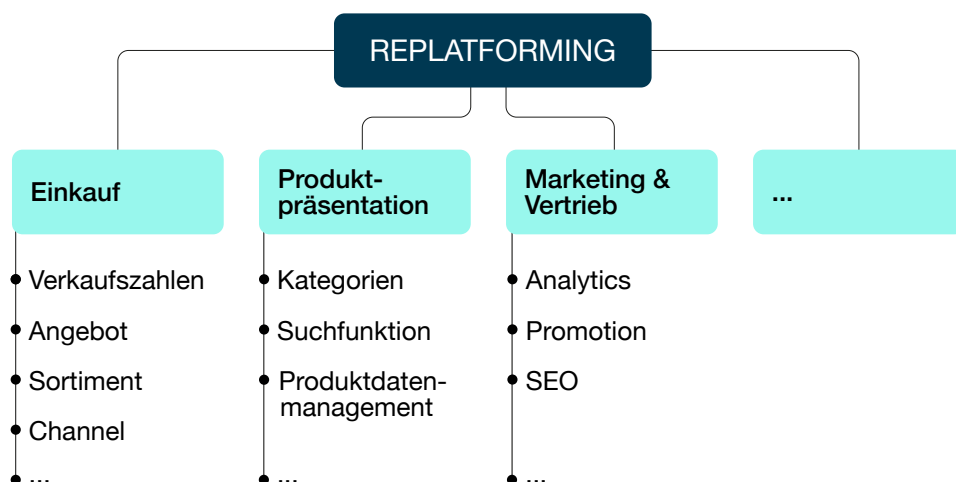 REPLATFORMING
Einkauf
Verkaufszahlen
Angebot
Sortiment
Channel
...
Produkt-
präsentation
Kategorien
Suchfunktion
Produktdaten-
management
...
Marketing &
Vertrieb
Analytics
Promotion
SEO
...
...